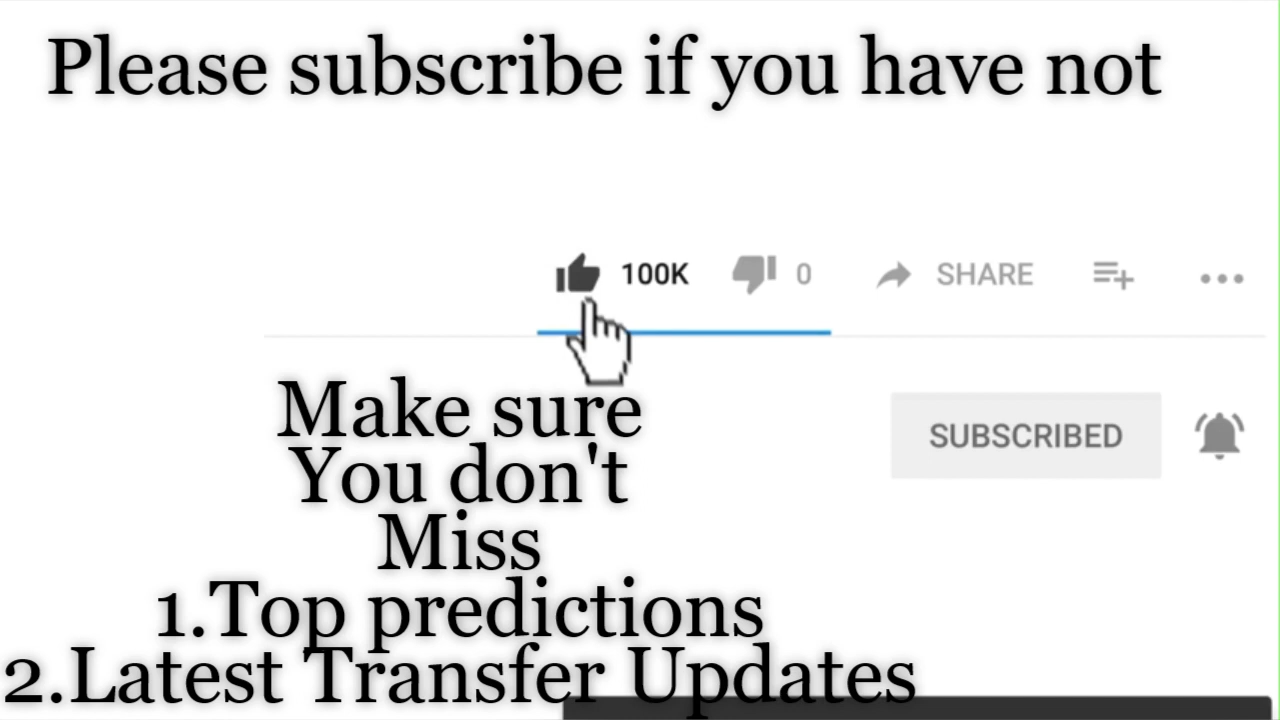 Please subscribe if you have not
100K 0 SHARE
Make sure
SUBSCRIBED
You don't
Miss
1.Top predictions
2.Latest Transfer Updates